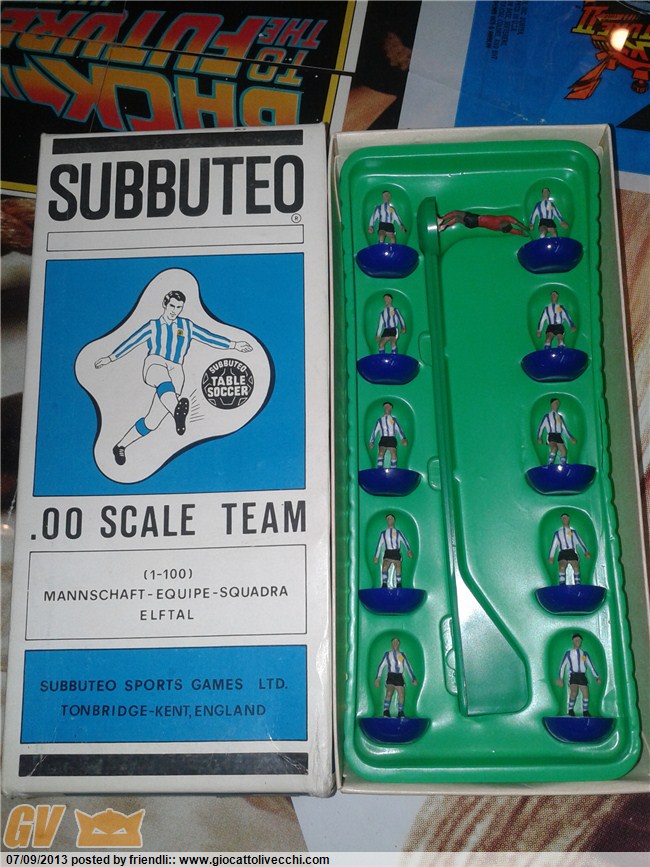 BACK
TO THE
FUTURE
II
SUBBUTEO®
SUBBUTEO
TABLE
SOCCER
.00 SCALE TEAM
(1-100)
MANNSCHAFT-EQUIPE-SQUADRA
ELFTAL
SUBBUTEO SPORTS GAMES LTD.
TONBRIDGE-KENT, ENGLAND
GV
07/09/2013 posted by friendli:: www.giocattolivecchi.com